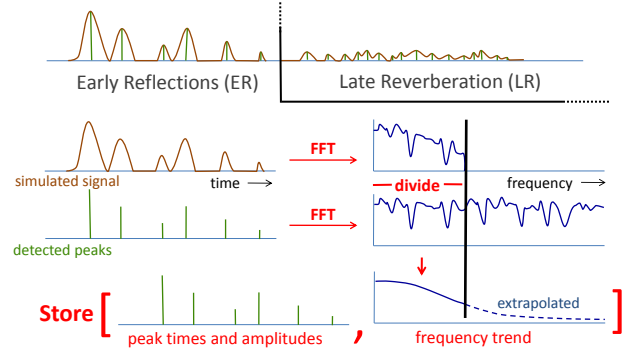 Early Reflections (ER)
Late Reverberation (LR)
simulated signal
time
FFT
divide
frequency
detected peaks
FFT
Store [
peak times and amplitudes
,
extrapolated
frequency trend
]